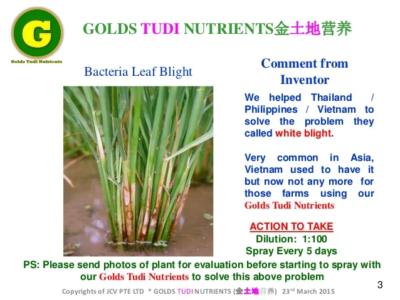 G
Golds Tudi Nutrients
GOLDS TUDI NUTRIENTS金土地营养
Bacteria Leaf Blight
Comment from
Inventor
We helped Thailand /
Philippines / Vietnam to
solve the problem they
called white blight.
Very common in Asia,
Vietnam used to have it
but now not any more for
those farms using our
Golds Tudi Nutrients
ACTION TO TAKE
Dilution: 1:100
Spray Every 5 days
PS: Please send photos of plant for evaluation before starting to spray with
our Golds Tudi Nutrients to solve this above problem
Copyrights of JCV PTE LTD * GOLDS TUDI NUTRIENTS (金土地营养) 23rd March 2015
3